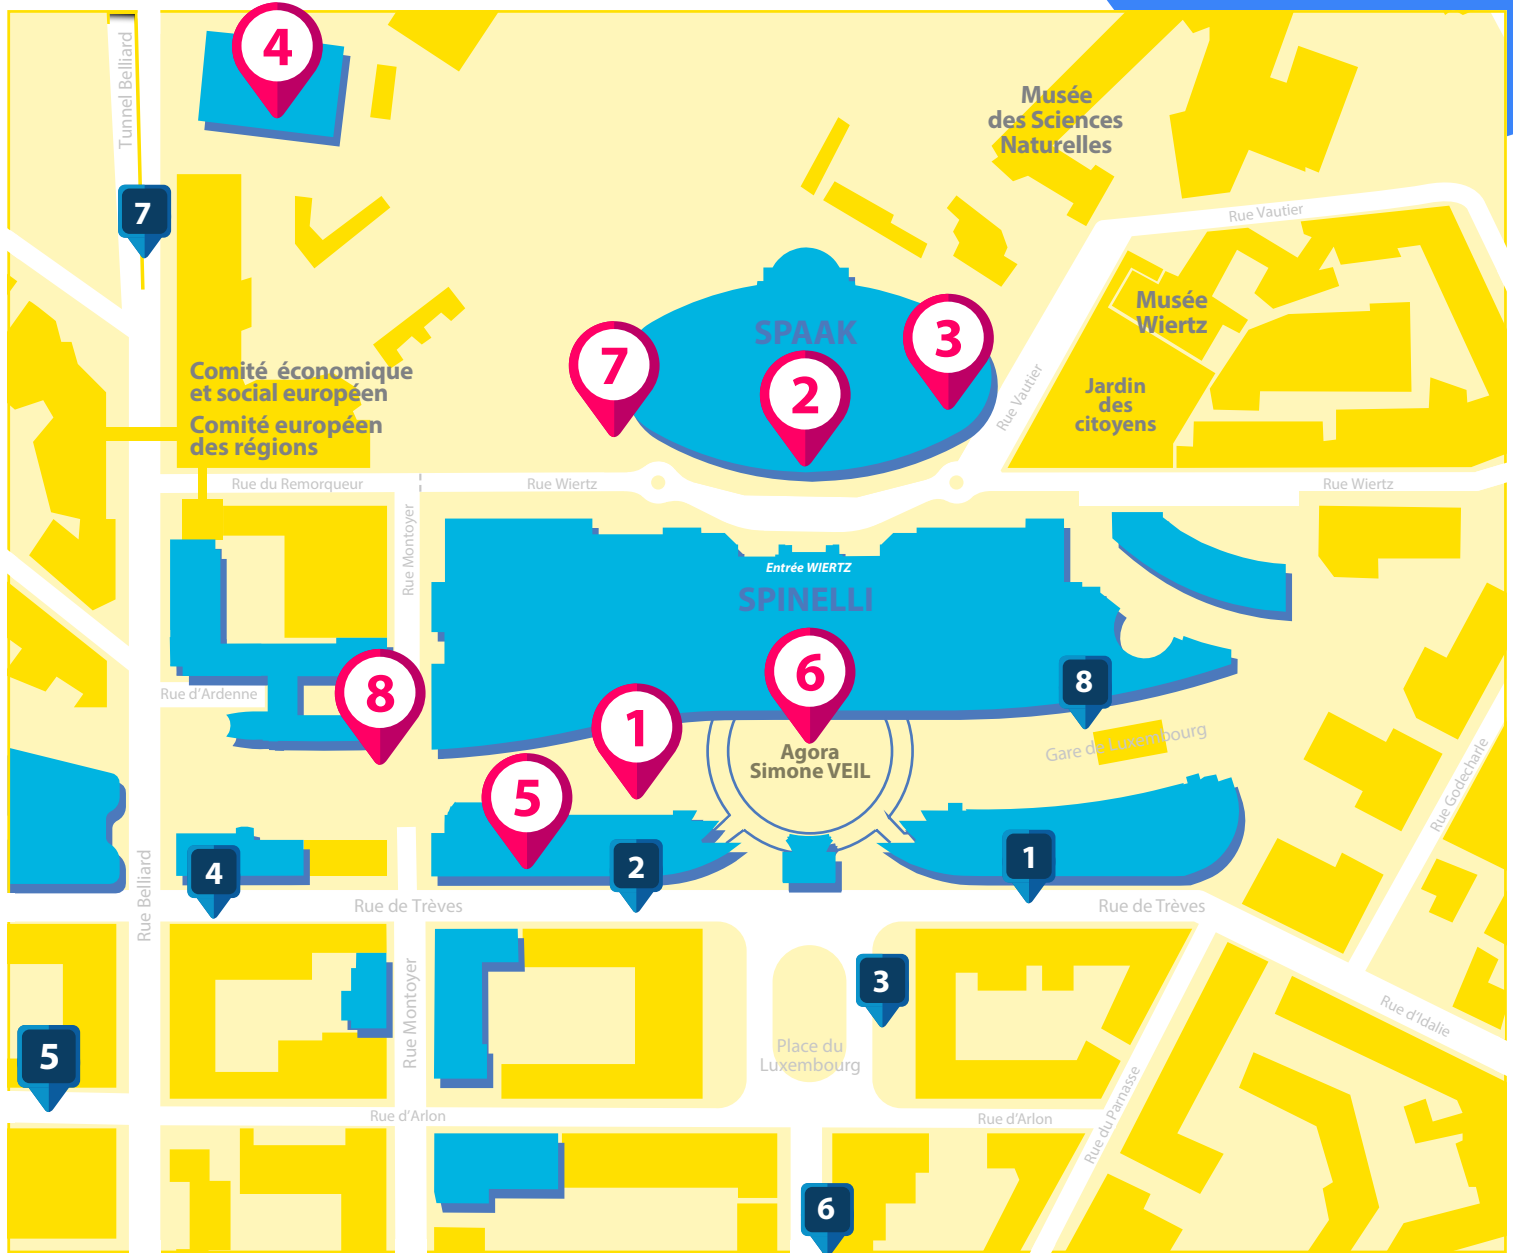 4
Tunnel Belliard
Musée
des Sciences
Naturelles
7
Rue Vautier
Musée
Wiertz
SPAAK
3
7
2
Rue Vautier
Jardin
des
citoyens
Comité économique
et social européen
Comité européen
des régions
Rue du Remorqueur
Rue Wiertz
Rue Wiertz
Rue Montoyer
Entrée WIERTZ
SPINELLI
6
8
8
Rue d'Ardenne
1
Gare de Luxembourg
Agora
Simone VEIL
5
Rue Godecharle
2
1
4
Rue Belliard
Rue de Trèves
Rue de Trèves
3
Rue Montoyer
Rue d'Idalie
5
Place du
Luxembourg
Rue d'Arlon
Rue d'Arlon
Rue du Parnasse
6